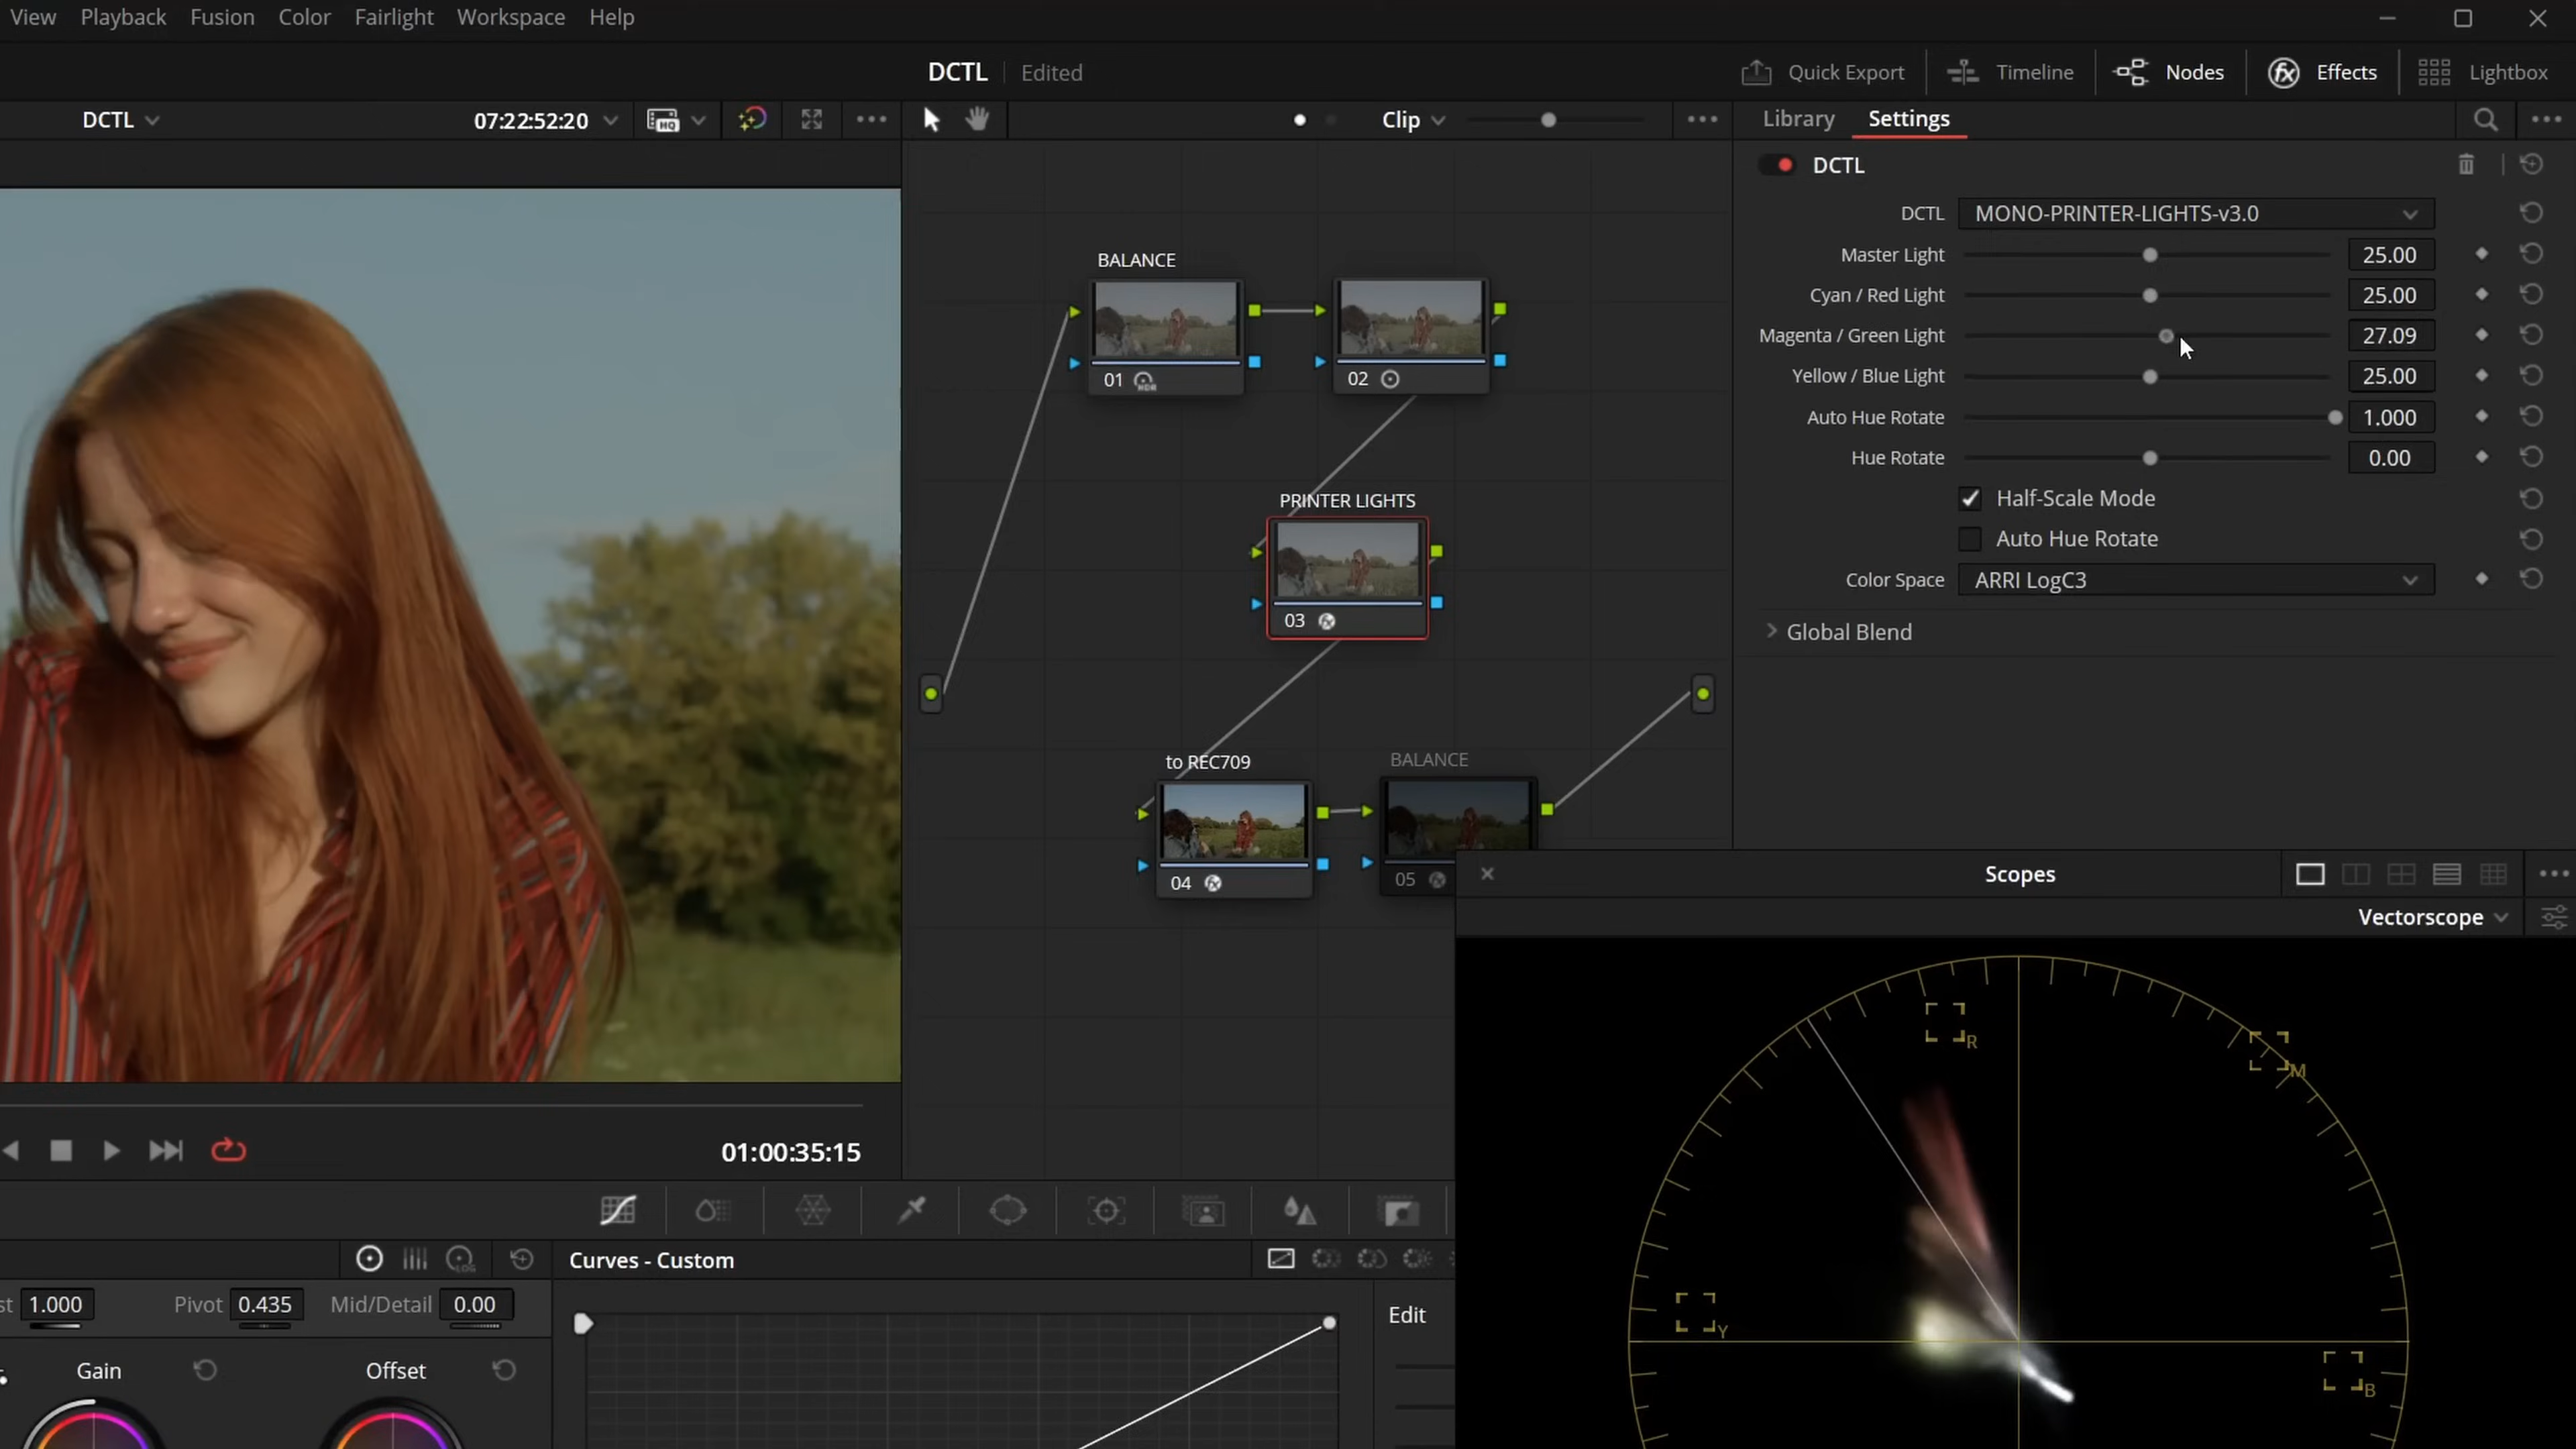 View Playback Fusion Color Fairlight Workspace Help
DCTL Edited
Quick Export Timeline Nodes Effects Lightbox
DCTL 07:22:52:20 HQ
Clip
Library Settings
DCTL
DCTL MONO-PRINTER-LIGHTS-v3.0
Master Light 25.00
Cyan / Red Light 25.00
Magenta / Green Light 27.09
Yellow / Blue Light 25.00
Auto Hue Rotate 1.000
Hue Rotate 0.00
Half-Scale Mode
Auto Hue Rotate
Color Space ARRI LogC3
Global Blend
BALANCE
01 HDR
02
PRINTER LIGHTS
03
to REC709
04
BALANCE
05
Scopes
Vectorscope
R
M
Y
B
01:00:35:15
LOG
Curves - Custom
st 1.000 Pivot 0.435 Mid/Detail 0.00
Edit
Gain Offset